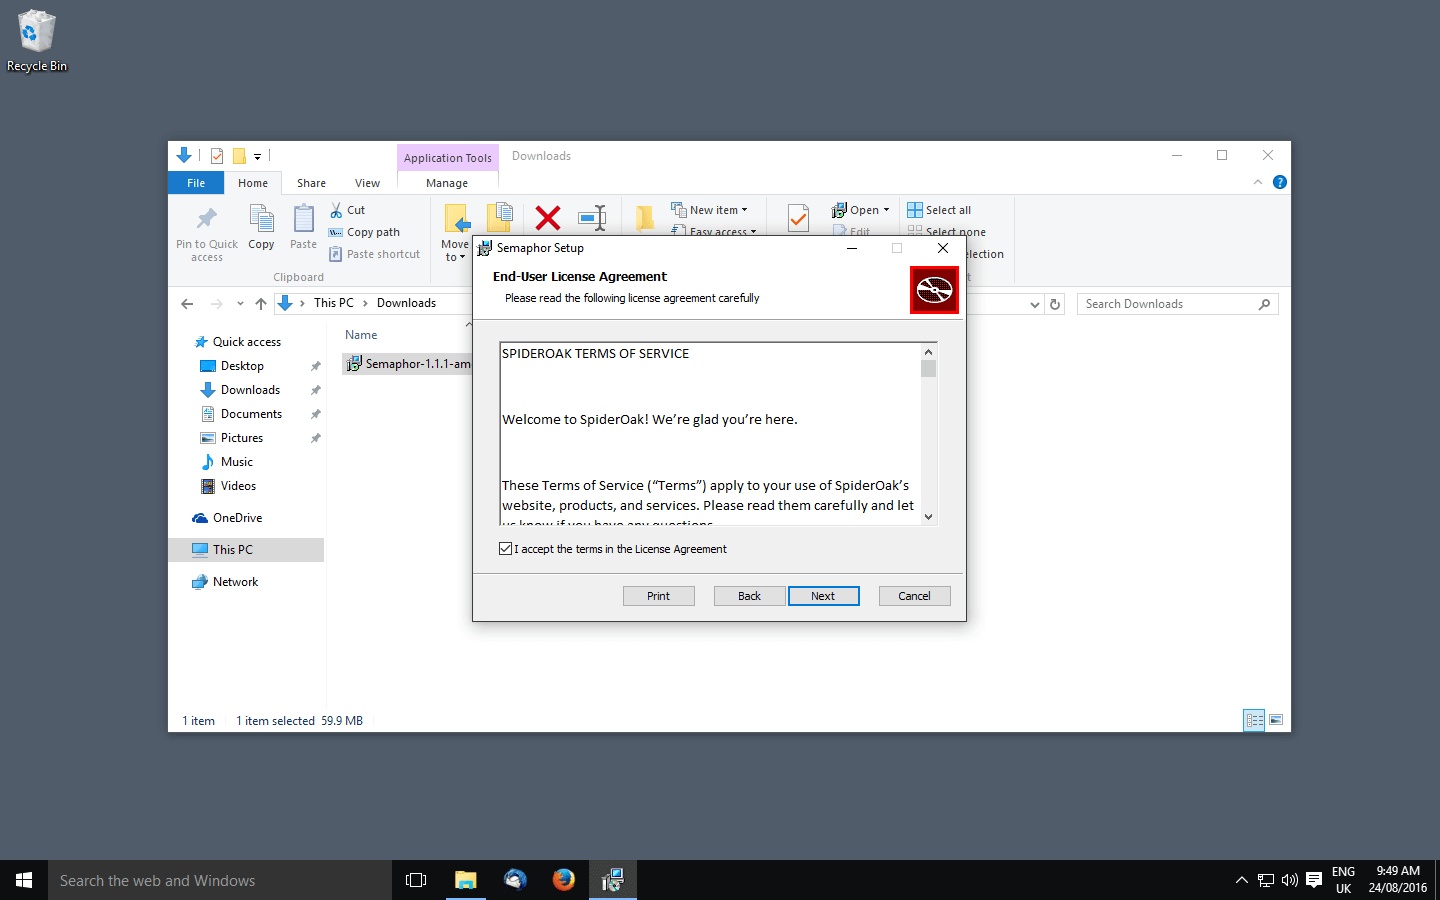 Recycle Bin
Application Tools
Downloads
File
Home
Share
View
Manage
Pin to Quick access
Copy
Paste
Cut
Copy path
Paste shortcut
Clipboard
Move to
New item
Easy access
Open
Edit
Select all
Select none
This PC
Downloads
Search Downloads
Quick access
Desktop
Downloads
Documents
Pictures
Music
Videos
OneDrive
This PC
Network
Name
Semaphor-1.1.1-am
Semaphor Setup
End-User License Agreement
Please read the following license agreement carefully
SPIDEROAK TERMS OF SERVICE
Welcome to SpiderOak! We’re glad you’re here.
These Terms of Service (“Terms”) apply to your use of SpiderOak’s
website, products, and services. Please read them carefully and let
us know if you have any questions
I accept the terms in the License Agreement
Print
Back
Next
Cancel
1 item
1 item selected 59.9 MB
Search the web and Windows
ENG
UK
9:49 AM
24/08/2016